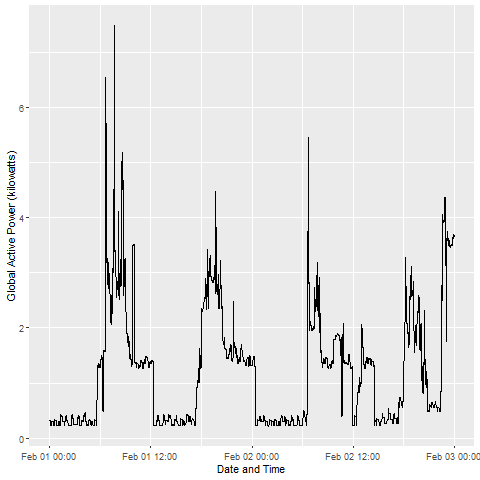 Global Active Power (kilowatts)
6
4
2
0
Feb 01 00:00 Feb 01 12:00 Feb 02 00:00 Feb 02 12:00 Feb 03 00:00
Date and Time